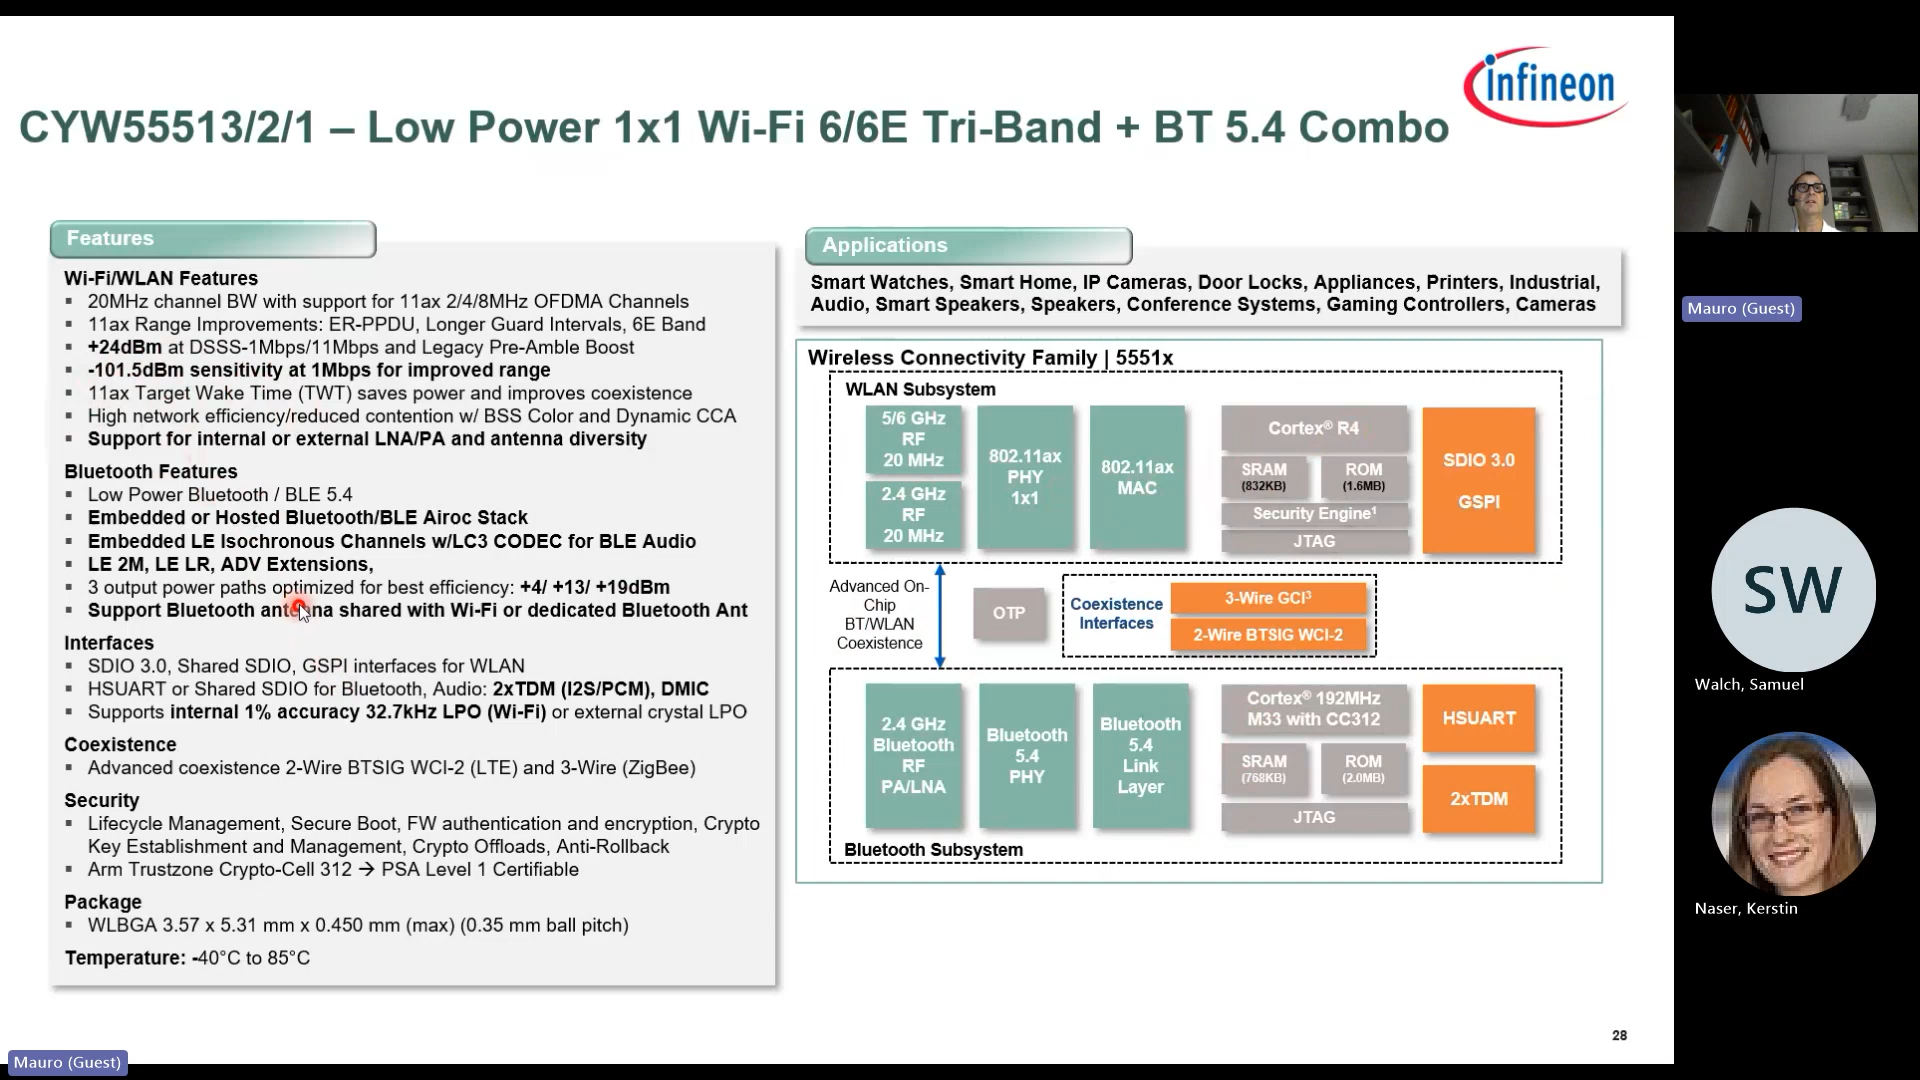 infineon
CYW55513/2/1 – Low Power 1x1 Wi-Fi 6/6E Tri-Band + BT 5.4 Combo
Features
Wi-Fi/WLAN Features
▪ 20MHz channel BW with support for 11ax 2/4/8MHz OFDMA Channels
▪ 11ax Range Improvements: ER-PPDU, Longer Guard Intervals, 6E Band
▪ +24dBm at DSSS-1Mbps/11Mbps and Legacy Pre-Amble Boost
▪ -101.5dBm sensitivity at 1Mbps for improved range
▪ 11ax Target Wake Time (TWT) saves power and improves coexistence
▪ High network efficiency/reduced contention w/ BSS Color and Dynamic CCA
▪ Support for internal or external LNA/PA and antenna diversity
Bluetooth Features
▪ Low Power Bluetooth / BLE 5.4
▪ Embedded or Hosted Bluetooth/BLE Airoc Stack
▪ Embedded LE Isochronous Channels w/LC3 CODEC for BLE Audio
▪ LE 2M, LE LR, ADV Extensions,
▪ 3 output power paths optimized for best efficiency: +4/ +13/ +19dBm
▪ Support Bluetooth antenna shared with Wi-Fi or dedicated Bluetooth Ant
Interfaces
▪ SDIO 3.0, Shared SDIO, GSPI interfaces for WLAN
▪ HSUART or Shared SDIO for Bluetooth, Audio: 2xTDM (I2S/PCM), DMIC
▪ Supports internal 1% accuracy 32.7kHz LPO (Wi-Fi) or external crystal LPO
Coexistence
▪ Advanced coexistence 2-Wire BTSIG WCI-2 (LTE) and 3-Wire (ZigBee)
Security
▪ Lifecycle Management, Secure Boot, FW authentication and encryption, Crypto
Key Establishment and Management, Crypto Offloads, Anti-Rollback
▪ Arm Trustzone Crypto-Cell 312 → PSA Level 1 Certifiable
Package
▪ WLBGA 3.57 x 5.31 mm x 0.450 mm (max) (0.35 mm ball pitch)
Temperature: -40°C to 85°C
Applications
Smart Watches, Smart Home, IP Cameras, Door Locks, Appliances, Printers, Industrial,
Audio, Smart Speakers, Speakers, Conference Systems, Gaming Controllers, Cameras
Wireless Connectivity Family | 5551x
WLAN Subsystem
5/6 GHz
RF
20 MHz
2.4 GHz
RF
20 MHz
802.11ax
PHY
1x1
802.11ax
MAC
Cortex® R4
SRAM
(832KB)
ROM
(1.6MB)
Security Engine¹
JTAG
SDIO 3.0
GSPI
Advanced On-
Chip
BT/WLAN
Coexistence
OTP
Coexistence
Interfaces
3-Wire GCI³
2-Wire BTSIG WCI-2
2.4 GHz
Bluetooth
RF
PA/LNA
Bluetooth
5.4
PHY
Bluetooth
5.4
Link
Layer
Cortex® 192MHz
M33 with CC312
SRAM
(768KB)
ROM
(2.0MB)
JTAG
HSUART
2xTDM
Bluetooth Subsystem
28
Mauro (Guest)
Mauro (Guest)
SW
Walch, Samuel
Naser, Kerstin